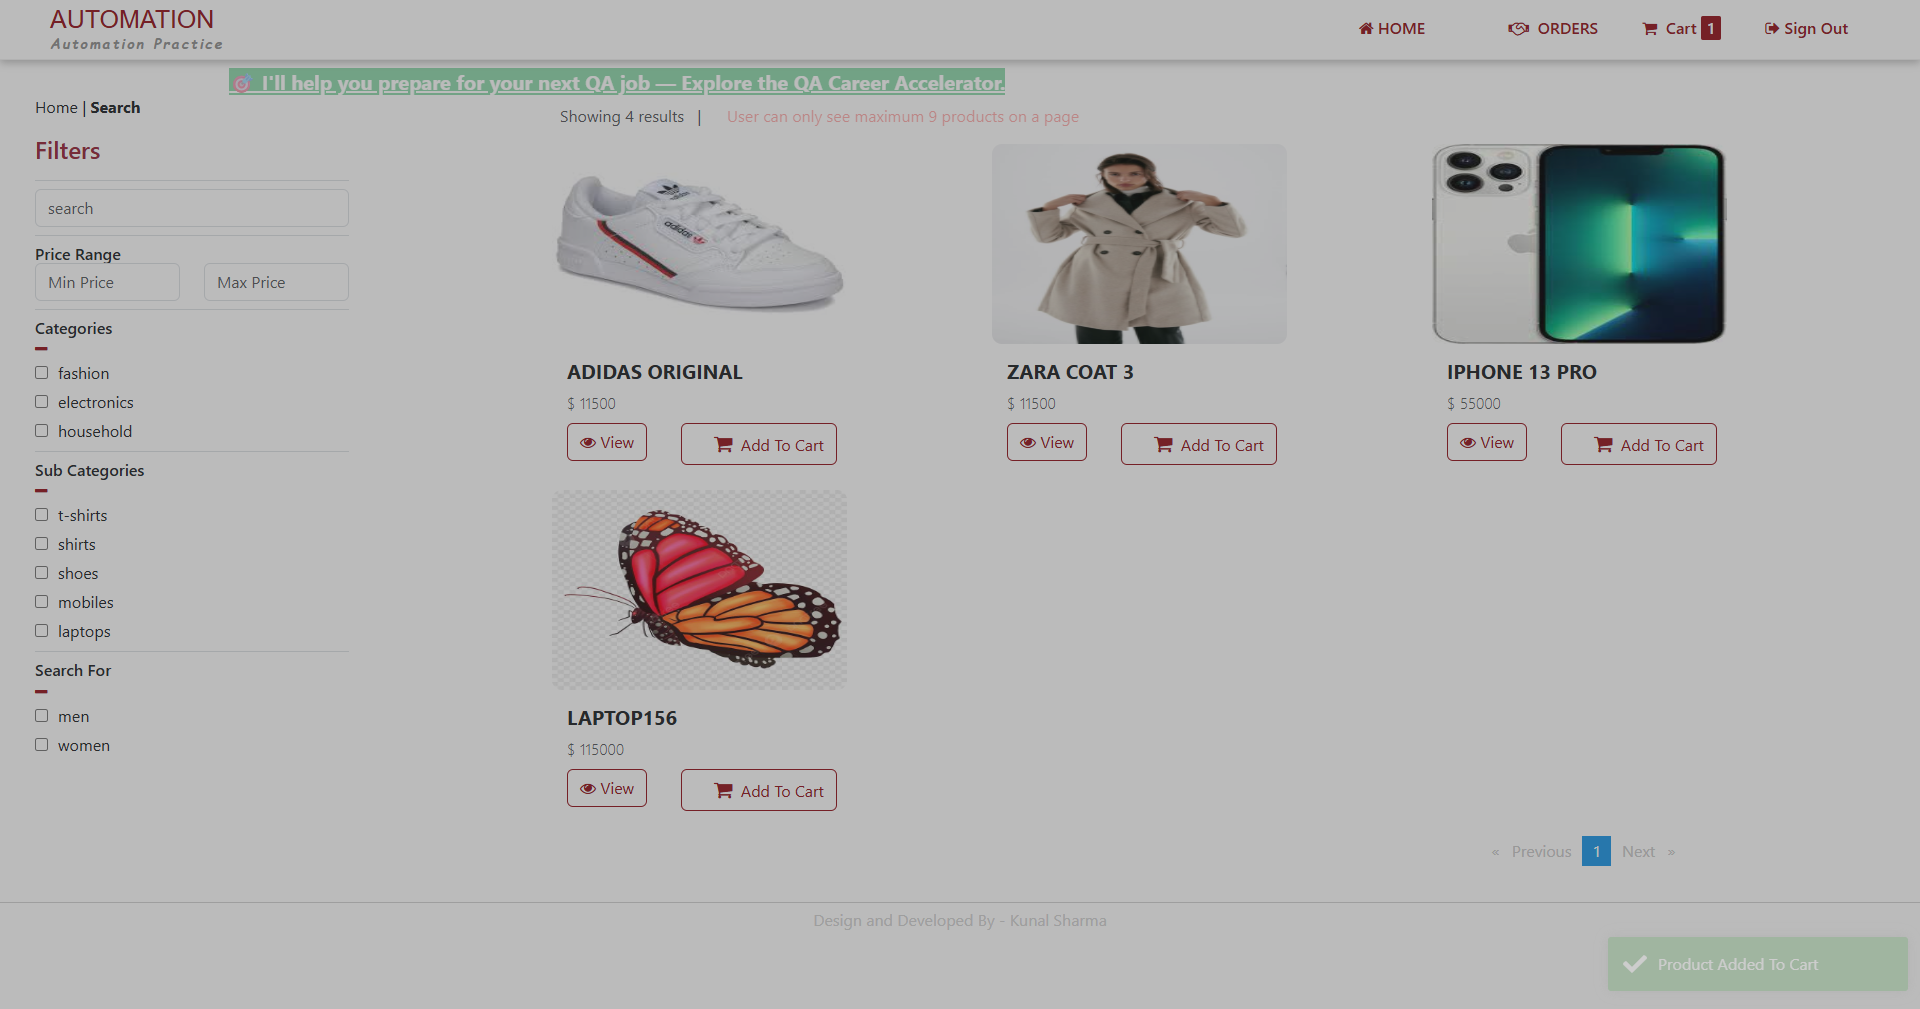 AUTOMATION
Automation Practice
HOME
ORDERS
Cart 1
Sign Out
🎯 I'll help you prepare for your next QA job — Explore the QA Career Accelerator.
Home | Search
Showing 4 results |
User can only see maximum 9 products on a page
Filters
search
Price Range
Min Price
Max Price
Categories
fashion
electronics
household
Sub Categories
t-shirts
shirts
shoes
mobiles
laptops
Search For
men
women
adidas
ADIDAS ORIGINAL
$ 11500
View
Add To Cart
ZARA COAT 3
$ 11500
View
Add To Cart
IPHONE 13 PRO
$ 55000
View
Add To Cart
LAPTOP156
$ 115000
View
Add To Cart
« Previous 1 Next »
Design and Developed By - Kunal Sharma
Product Added To Cart